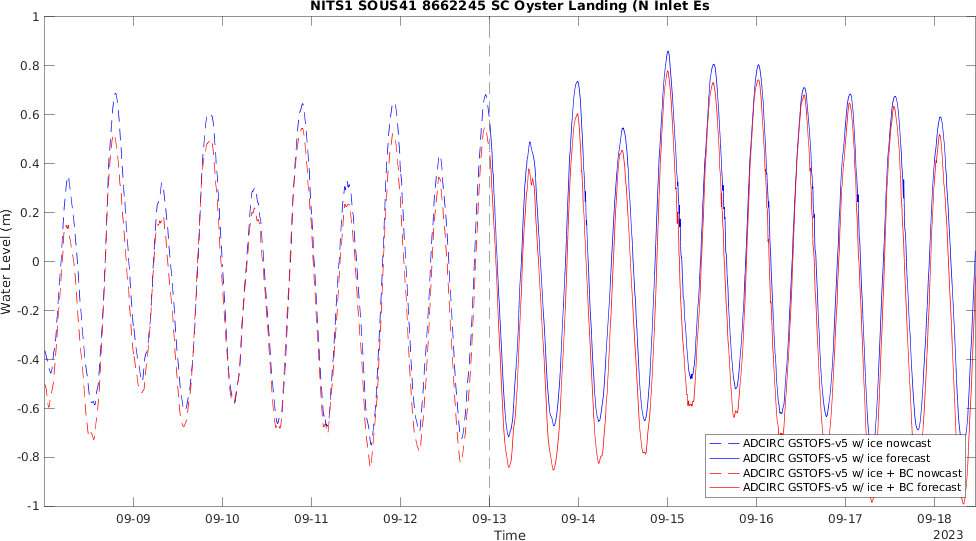 NITS1 SOUS41 8662245 SC Oyster Landing (N Inlet Es
1
0.8
0.6
0.4
0.2
0
-0.2
-0.4
-0.6
-0.8
-1
Water Level (m)
ADCIRC GSTOFS-v5 w/ ice nowcast
ADCIRC GSTOFS-v5 w/ ice forecast
ADCIRC GSTOFS-v5 w/ ice + BC nowcast
ADCIRC GSTOFS-v5 w/ ice + BC forecast
09-09 09-10 09-11 09-12 09-13 09-14 09-15 09-16 09-17 09-18
Time
2023